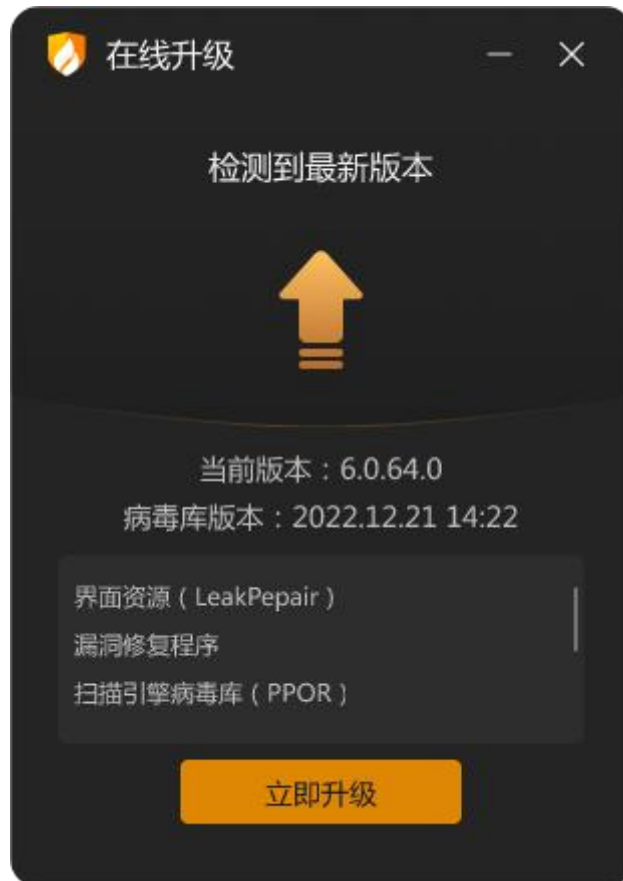 在线升级
检测到最新版本
当前版本：6.0.64.0
病毒库版本：2022.12.21 14:22
界面资源（LeakPepair）
漏洞修复程序
扫描引擎病毒库（PPOR）
立即升级